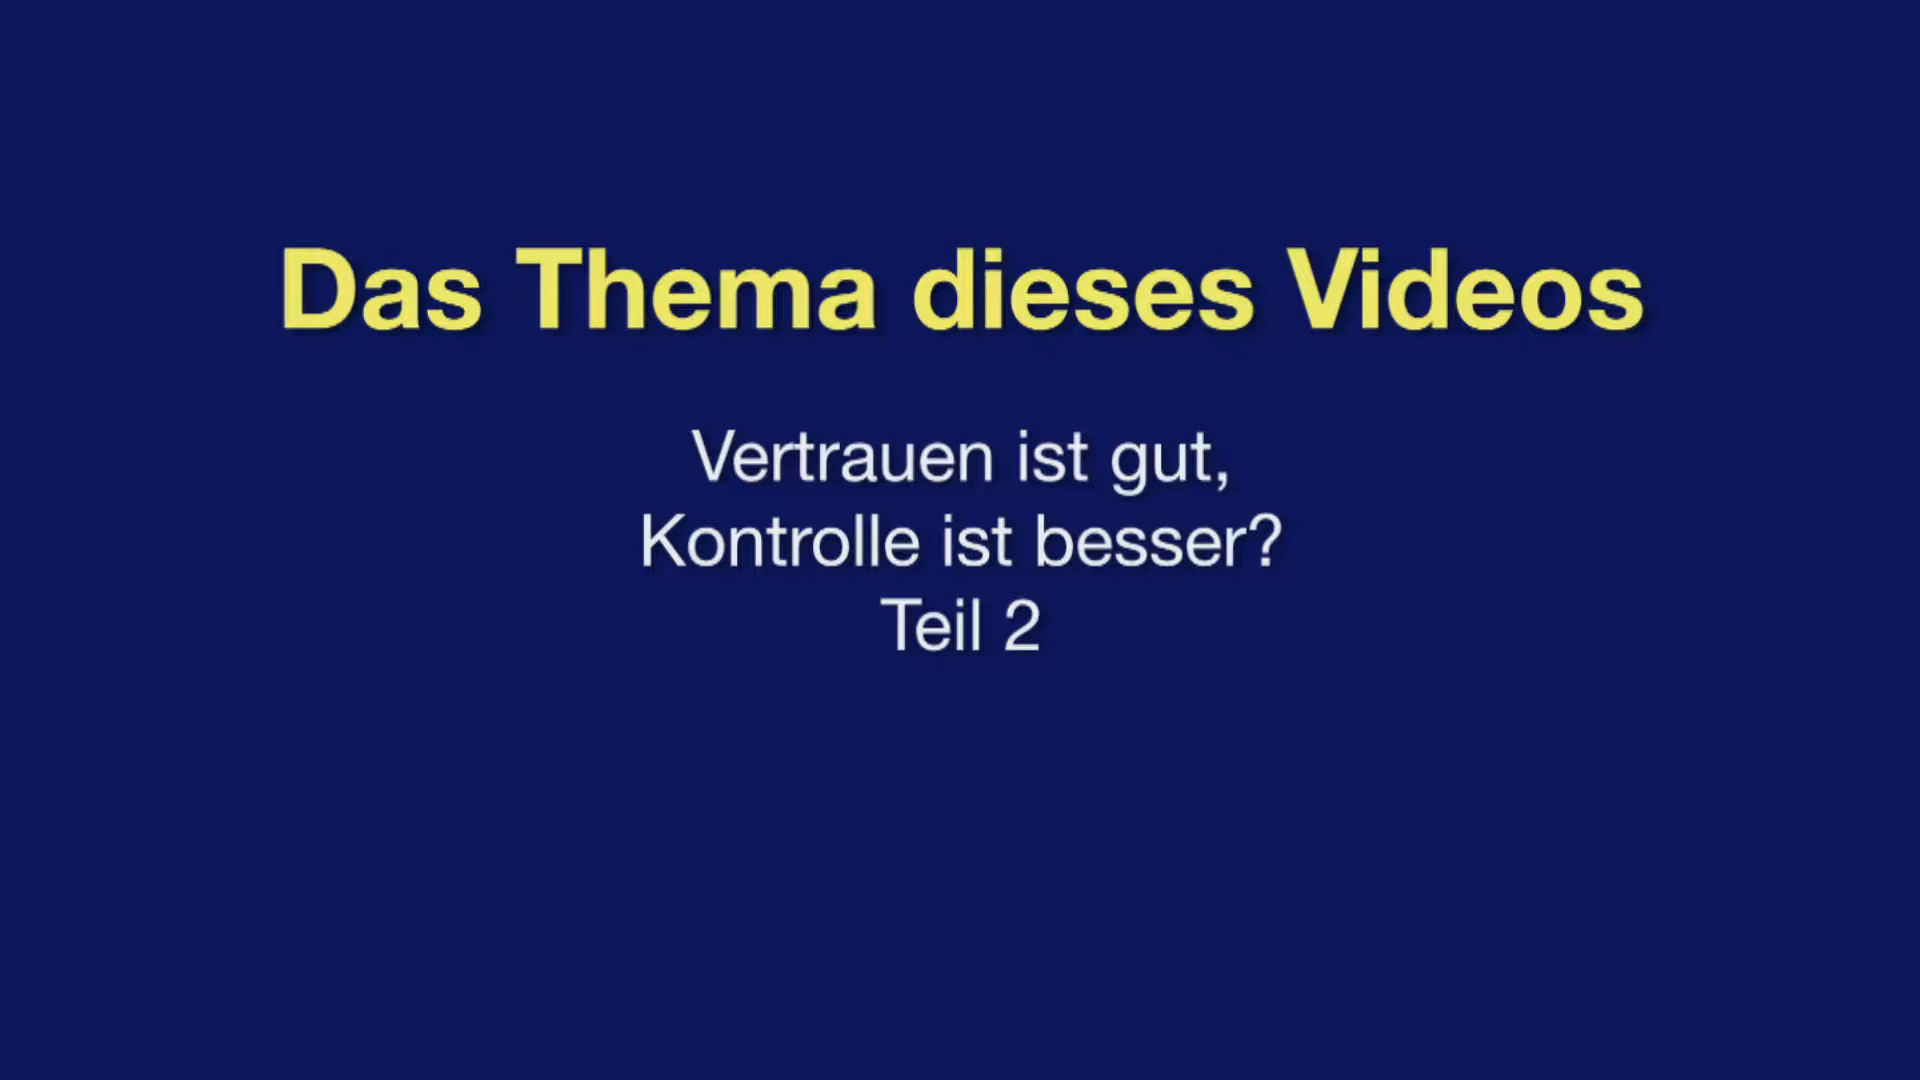 Das Thema dieses Videos
Vertrauen ist gut,
Kontrolle ist besser?
Teil 2